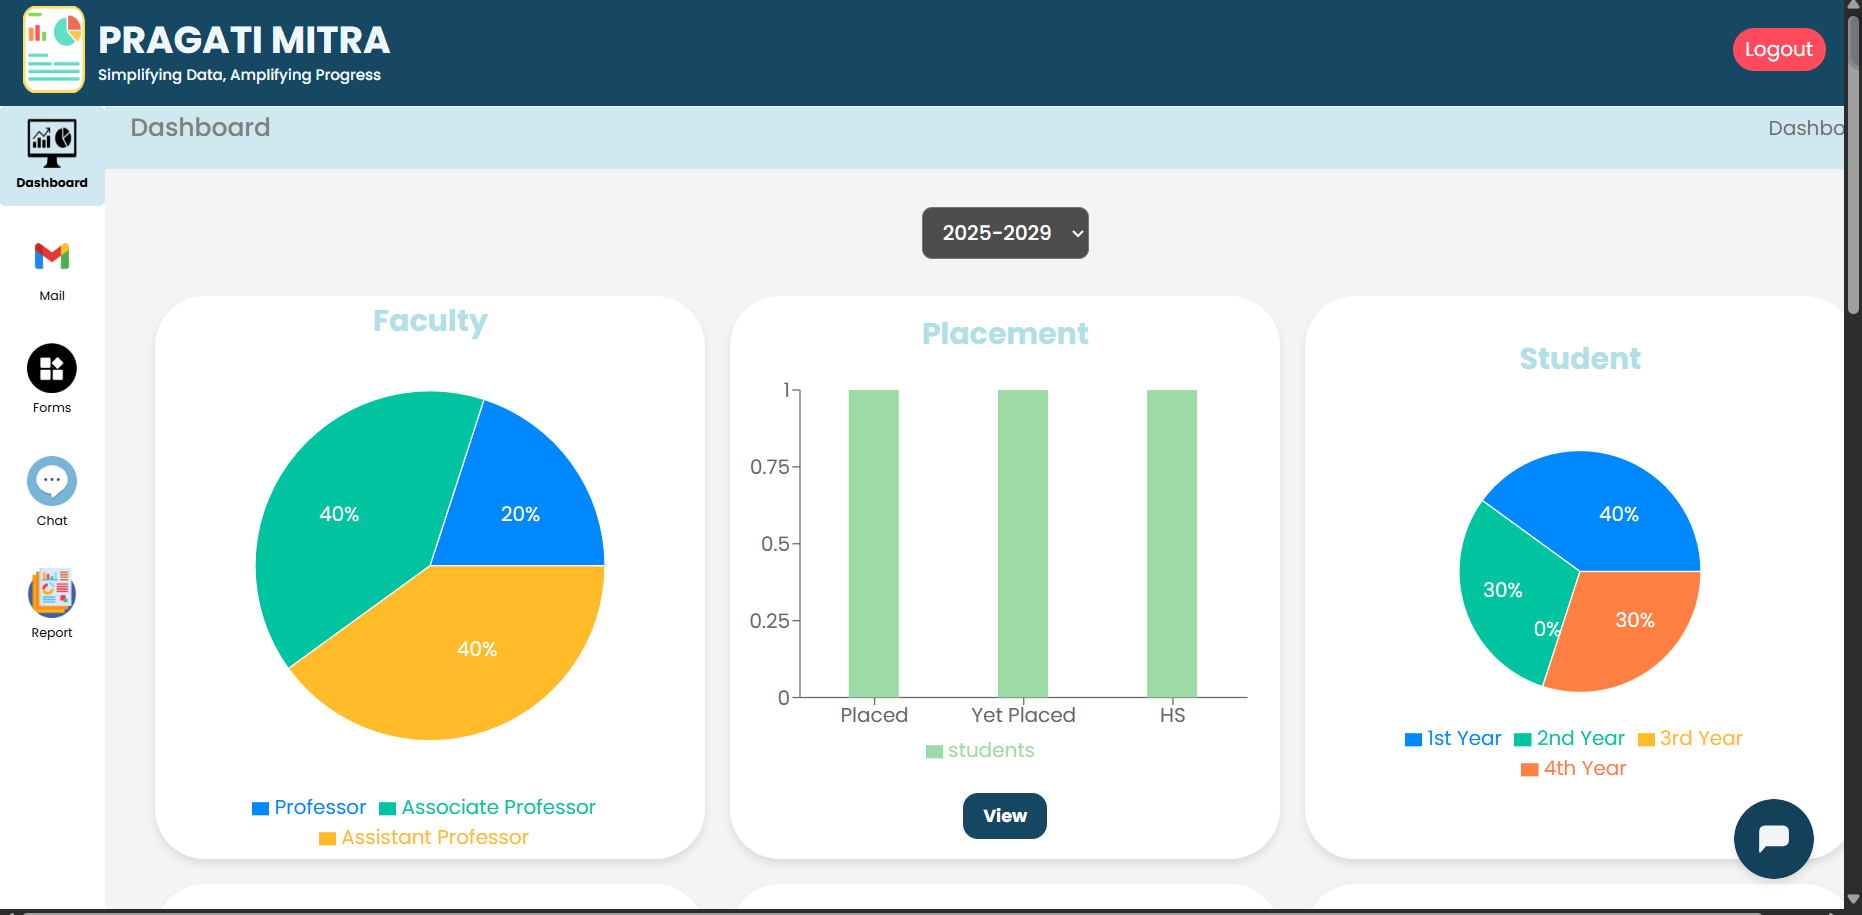 PRAGATI MITRA
Simplifying Data, Amplifying Progress
Logout
Dashboard
Dashbo
Dashboard
Mail
Forms
Chat
Report
2025-2029
Faculty
40%
20%
40%
Professor Associate Professor
Assistant Professor
Placement
1
0.75
0.5
0.25
0
Placed Yet Placed HS
students
View
Student
40%
30%
0%
30%
1st Year 2nd Year 3rd Year
4th Year